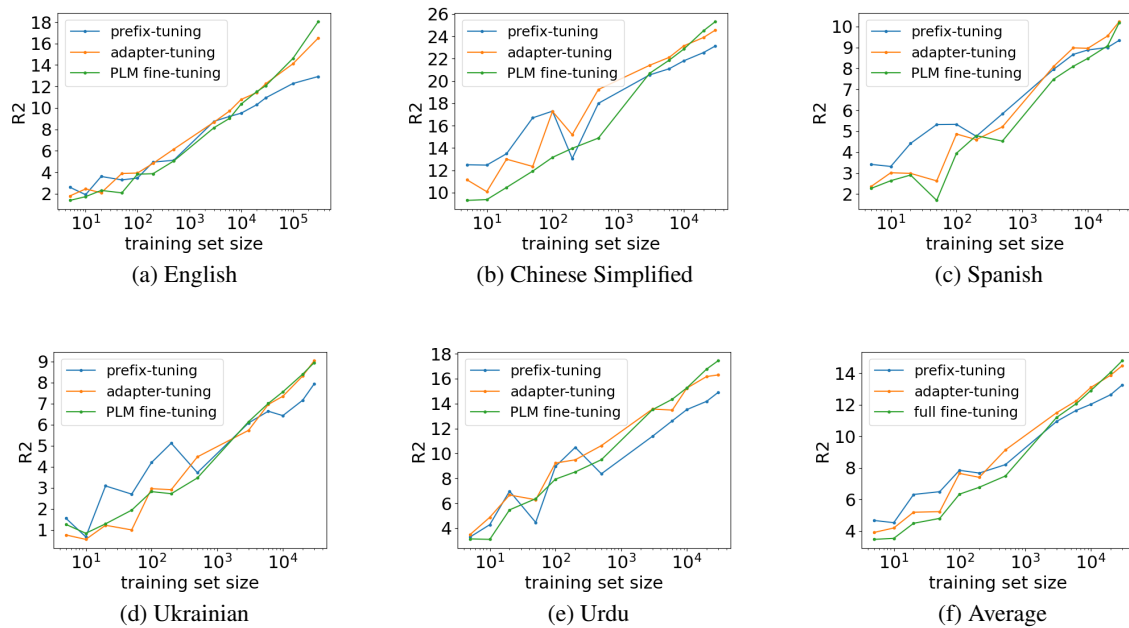 18
16
14
12
10
8
6
4
2
R2
prefix-tuning
adapter-tuning
PLM fine-tuning
10^1
10^2
10^3
10^4
10^5
training set size
(a) English
26
24
22
20
18
16
14
12
10
R2
prefix-tuning
adapter-tuning
PLM fine-tuning
10^1
10^2
10^3
10^4
training set size
(b) Chinese Simplified
10
9
8
7
6
5
4
3
2
R2
prefix-tuning
adapter-tuning
PLM fine-tuning
10^1
10^2
10^3
10^4
training set size
(c) Spanish
9
8
7
6
5
4
3
2
1
R2
prefix-tuning
adapter-tuning
PLM fine-tuning
10^1
10^2
10^3
10^4
training set size
(d) Ukrainian
18
16
14
12
10
8
6
4
R2
prefix-tuning
adapter-tuning
PLM fine-tuning
10^1
10^2
10^3
10^4
training set size
(e) Urdu
14
12
10
8
6
4
R2
prefix-tuning
adapter-tuning
full fine-tuning
10^1
10^2
10^3
10^4
training set size
(f) Average